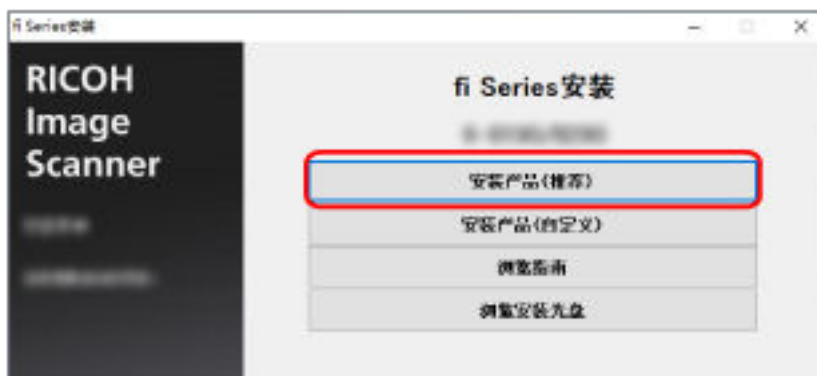 fi Series安装
RICOH
Image
Scanner
fi Series安装
安装产品(推荐)
安装产品(自定义)
浏览指南
浏览安装光盘